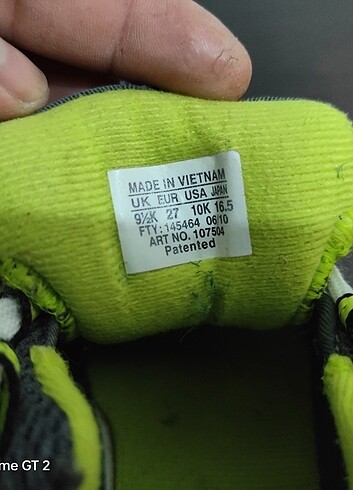 MADE IN VIETNAM
UK EUR USA JAPAN
9½K 27 10K 16.5
FTY: 145464 06/10
ART NO. 107504
Patented
me GT 2